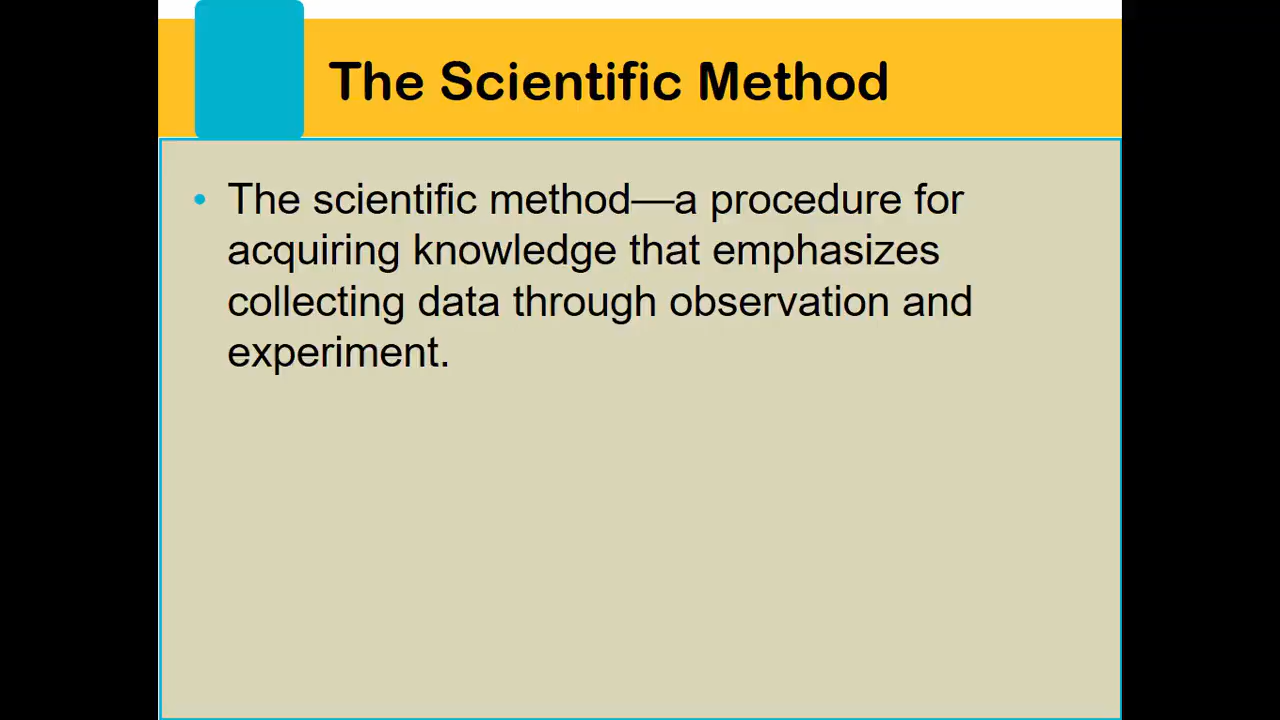 The Scientific Method
• The scientific method—a procedure for
acquiring knowledge that emphasizes
collecting data through observation and
experiment.